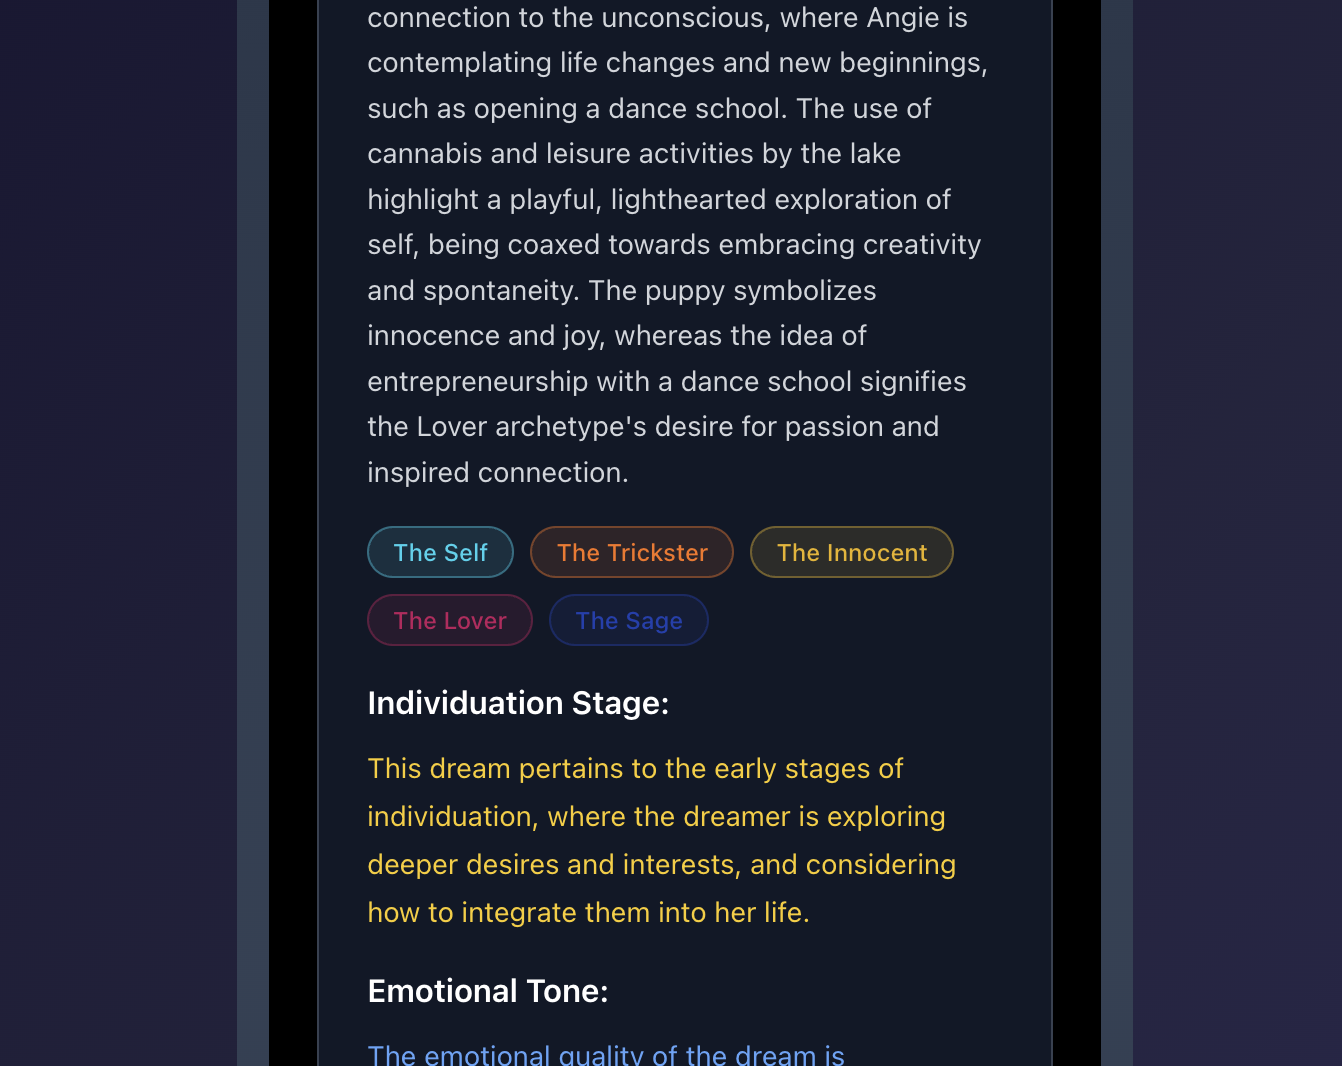 connection to the unconscious, where Angie is
contemplating life changes and new beginnings,
such as opening a dance school. The use of
cannabis and leisure activities by the lake
highlight a playful, lighthearted exploration of
self, being coaxed towards embracing creativity
and spontaneity. The puppy symbolizes
innocence and joy, whereas the idea of
entrepreneurship with a dance school signifies
the Lover archetype's desire for passion and
inspired connection.
The Self The Trickster The Innocent
The Lover The Sage
Individuation Stage:
This dream pertains to the early stages of
individuation, where the dreamer is exploring
deeper desires and interests, and considering
how to integrate them into her life.
Emotional Tone:
The emotional quality of the dream is